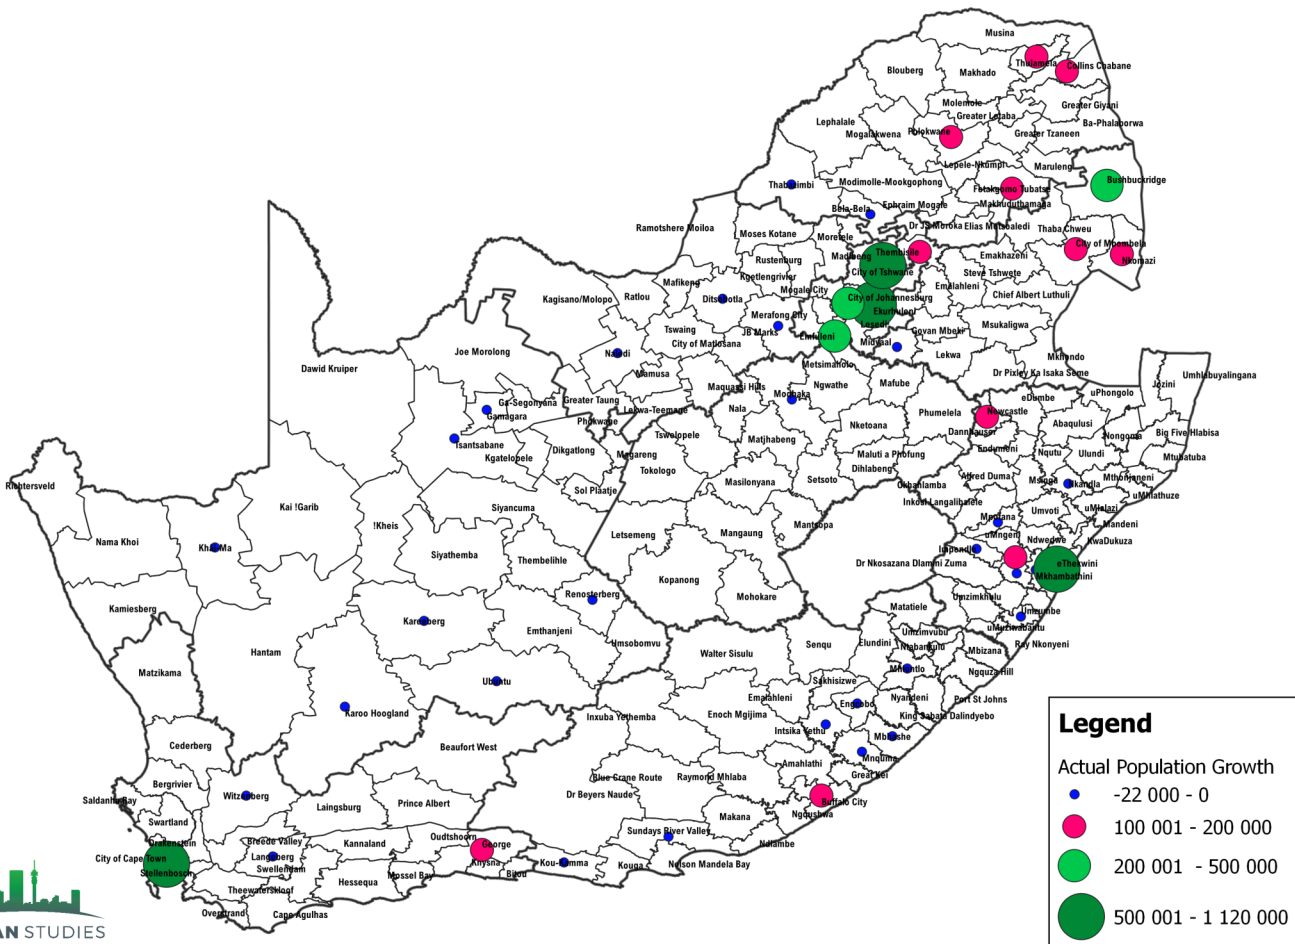 Musina
Thulamela
Collins Chabane
Blouberg
Makhado
Molemole
Greater Giyani
Greater Letaba
Ba-Phalaborwa
Lephalale
Mogalakwena
Polokwane
Greater Tzaneen
Lepele-Nkumpi
Maruleng
Bushbuckridge
Thabazimbi
Modimolle-Mookgophong
Fetakgomo Tubatse
Bela-Bela
Ephraim Mogale
Makhuduthamaga
Ramotshere Moiloa
Moses Kotane
Moretele
Dr JS Moroka
Elias Motsoaledi
Thaba Chweu
City of Mbombela
Nkomazi
Madibeng
Thembisile
City of Tshwane
Emakhazeni
Steve Tshwete
Rustenburg
Kgetlengrivier
Mafikeng
Mogale City
Emalahleni
Chief Albert Luthuli
Kagisano/Molopo
Ratlou
Ditsobotla
City of Johannesburg
Ekurhuleni
Lesedi
Merafong City
JB Marks
Tswaing
City of Matlosana
Emfuleni
Midvaal
Govan Mbeki
Msukaligwa
Joe Morolong
Naledi
Lekwa
Mkhondo
Dawid Kruiper
Mamusa
Metsimaholo
Dr Pixley Ka Isaka Seme
Maquassi Hills
Ngwathe
Mafube
Umhlabuyalingana
Jozini
Moqhaka
eDumbe
uPhongolo
Ga-Segonyana
Gamagara
Greater Taung
Lekwa-Teemane
Nala
Phumelela
Newcastle
Phokwane
Nketoana
Dannhauser
Abaqulusi
Nongoma
Big Five Hlabisa
Tsantsabane
Kgatelopele
Dikgatlong
Magareng
Tswelopele
Matjhabeng
Endumeni
Nqutu
Ulundi
Mtubatuba
Tokologo
Maluti a Phofung
Dihlabeng
Richtersveld
Sol Plaatje
Masilonyana
Setsoto
Okhahlamba
Alfred Duma
Msinga
Nkandla
Mthonjaneni
uMhlathuze
Kai !Garib
!Kheis
Siyancuma
Inkosi Langalibalele
Umvoti
uMlalazi
Mandeni
Mantsopa
Mpofana
Nama Khoi
Khâi-Ma
Siyathemba
Thembelihle
Letsemeng
Mangaung
uMngeni
Ndwedwe
KwaDukuza
Impendle
Dr Nkosazana Dlamini Zuma
eThekwini
Mkhambathini
Kopanong
Mohokare
Renosterberg
Kamiesberg
Kareeberg
Emthanjeni
Umsobomvu
Matatiele
Umzimkhulu
Umzumbe
uMuziwabantu
Ray Nkonyeni
Umzimvubu
Ntabankulu
Mbizana
Hantam
Walter Sisulu
Senqu
Elundini
Matzikama
Ubuntu
Mhlontlo
Ngquza Hill
Sakhisizwe
Emalahleni
Nyandeni
Port St Johns
Karoo Hoogland
Inxuba Yethemba
Enoch Mgijima
Engcobo
King Sabata Dalindyebo
Intsika Yethu
Mbhashe
Cederberg
Beaufort West
Mnquma
Amahlathi
Great Kei
Bergrivier
Blue Crane Route
Raymond Mhlaba
Saldanha Bay
Witzenberg
Laingsburg
Prince Albert
Dr Beyers Naude
Buffalo City
Ngqushwa
Makana
Swartland
Oudtshoorn
Sundays River Valley
Ndlambe
Drakenstein
Breede Valley
Kannaland
George
City of Cape Town
Langeberg
Knysna
Kou-Kamma
Kouga
Nelson Mandela Bay
Stellenbosch
Swellendam
Hessequa
Mossel Bay
Bitou
Theewaterskloof
Overstrand
Cape Agulhas
AN STUDIES
Legend
Actual Population Growth
-22 000 - 0
100 001 - 200 000
200 001 - 500 000
500 001 - 1 120 000